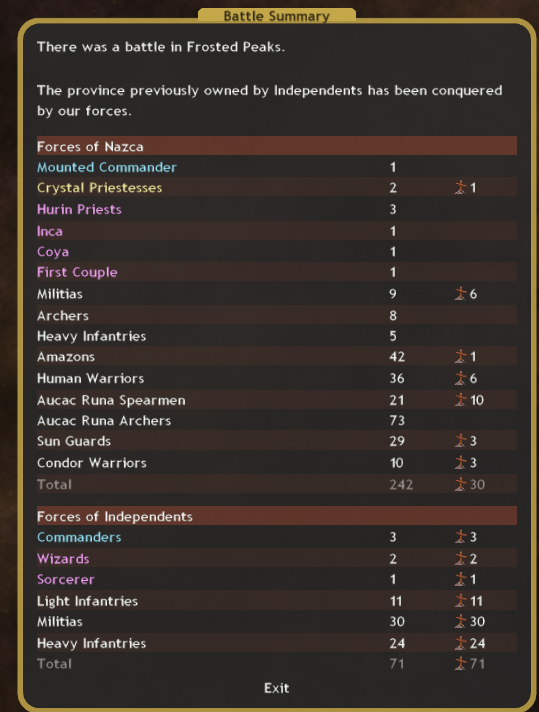 Battle Summary
There was a battle in Frosted Peaks.
The province previously owned by Independents has been conquered
by our forces.
Forces of Nazca
Mounted Commander 1
Crystal Priestesses 2 1
Hurin Priests 3
Inca 1
Coya 1
First Couple 1
Militias 9 6
Archers 8
Heavy Infantries 5
Amazons 42 1
Human Warriors 36 6
Aucac Runa Spearmen 21 10
Aucac Runa Archers 73
Sun Guards 29 3
Condor Warriors 10 3
Total 242 30
Forces of Independents
Commanders 3 3
Wizards 2 2
Sorcerer 1 1
Light Infantries 11 11
Militias 30 30
Heavy Infantries 24 24
Total 71 71
Exit